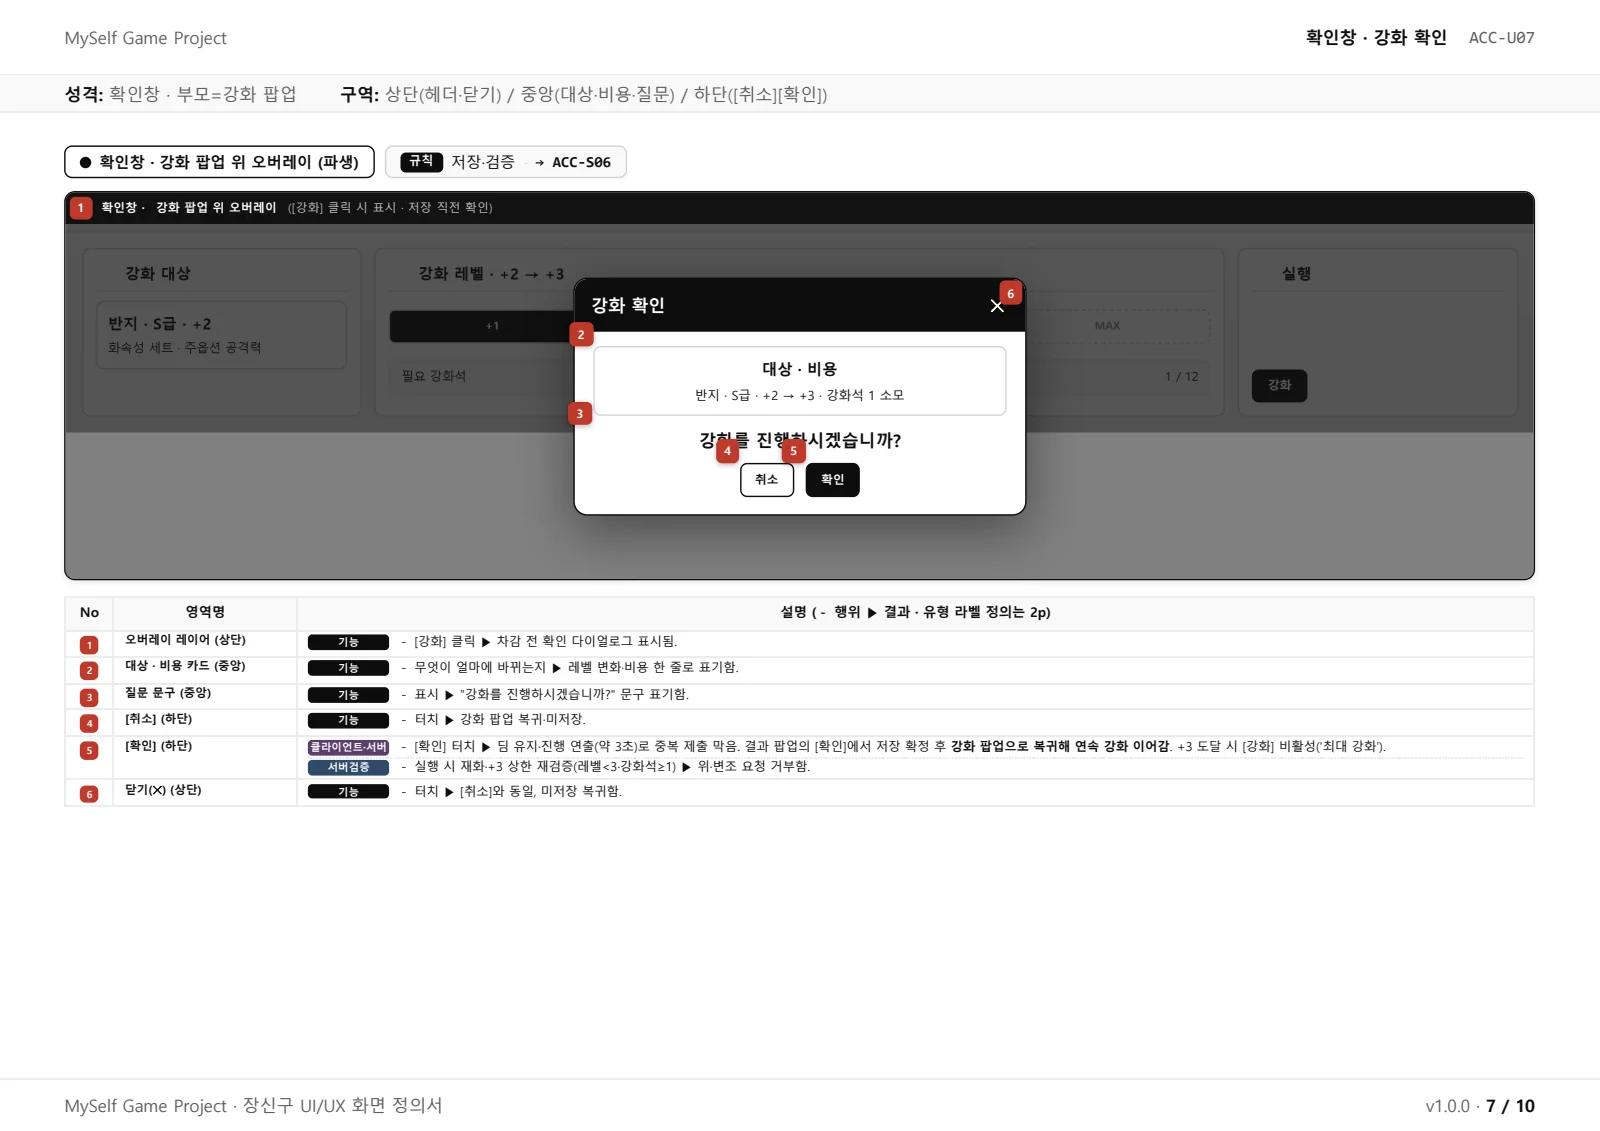 MySelf Game Project
확인창 · 강화 확인 ACC-U07
성격: 확인창 · 부모=강화 팝업 구역: 상단(헤더·닫기) / 중앙(대상·비용·질문) / 하단([취소][확인])
● 확인창 · 강화 팝업 위 오버레이 (파생)
규칙 저장·검증 → ACC-S06
1 확인창 · 강화 팝업 위 오버레이 ([강화] 클릭 시 표시 · 저장 직전 확인)
강화 대상
반지 · S급 · +2
화속성 세트 · 주옵션 공격력
강화 레벨 · +2 → +3
+1
MAX
필요 강화석
1 / 12
실행
강화
강화 확인
✕ 6
2
대상 · 비용
반지 · S급 · +2 → +3 · 강화석 1 소모
3
강화를 진행하시겠습니까?
4 5
취소 확인
No 영역명 설명 ( - 행위 ▶ 결과 · 유형 라벨 정의는 2p)
1 오버레이 레이어 (상단) 기능 - [강화] 클릭 ▶ 차감 전 확인 다이얼로그 표시됨.
2 대상 · 비용 카드 (중앙) 기능 - 무엇이 얼마에 바뀌는지 ▶ 레벨 변화·비용 한 줄로 표기함.
3 질문 문구 (중앙) 기능 - 표시 ▶ "강화를 진행하시겠습니까?" 문구 표기함.
4 [취소] (하단) 기능 - 터치 ▶ 강화 팝업 복귀·미저장.
5 [확인] (하단) 클라이언트·서버 - [확인] 터치 ▶ 딤 유지·진행 연출(약 3초)로 중복 제출 막음. 결과 팝업의 [확인]에서 저장 확정 후 강화 팝업으로 복귀해 연속 강화 이어감. +3 도달 시 [강화] 비활성('최대 강화').
서버검증 - 실행 시 재화·+3 상한 재검증(레벨<3·강화석≥1) ▶ 위·변조 요청 거부함.
6 닫기(✕) (상단) 기능 - 터치 ▶ [취소]와 동일, 미저장 복귀함.
MySelf Game Project · 장신구 UI/UX 화면 정의서
v1.0.0 · 7 / 10